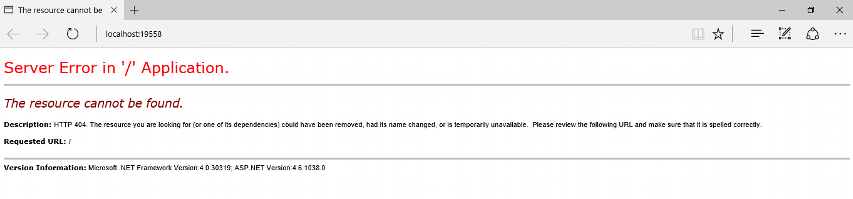 The resource cannot be
localhost:19558
Server Error in '/' Application.
The resource cannot be found.
Description: HTTP 404. The resource you are looking for (or one of its dependencies) could have been removed, had its name changed, or is temporarily unavailable.  Please review the following URL and make sure that it is spelled correctly.
Requested URL: /
Version Information: Microsoft .NET Framework Version:4.0.30319; ASP.NET Version:4.6.1038.0